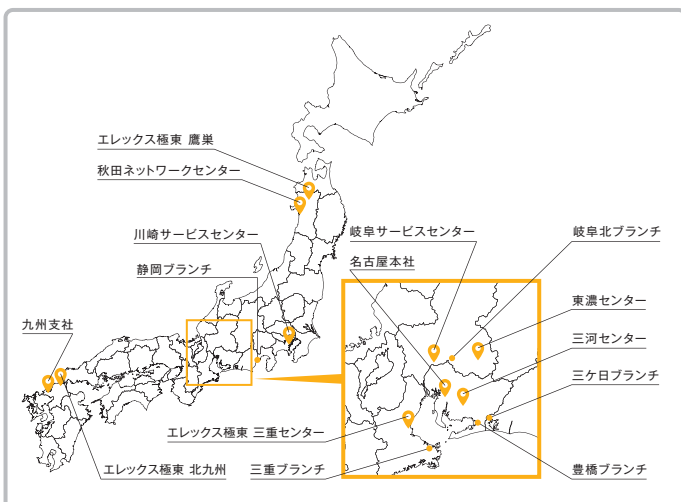 エレックス極東 鷹巣
秋田ネットワークセンター
川崎サービスセンター
静岡ブランチ
九州支社
エレックス極東 北九州
岐阜サービスセンター
名古屋本社
岐阜北ブランチ
東濃センター
三河センター
三ケ日ブランチ
エレックス極東 三重センター
三重ブランチ
豊橋ブランチ